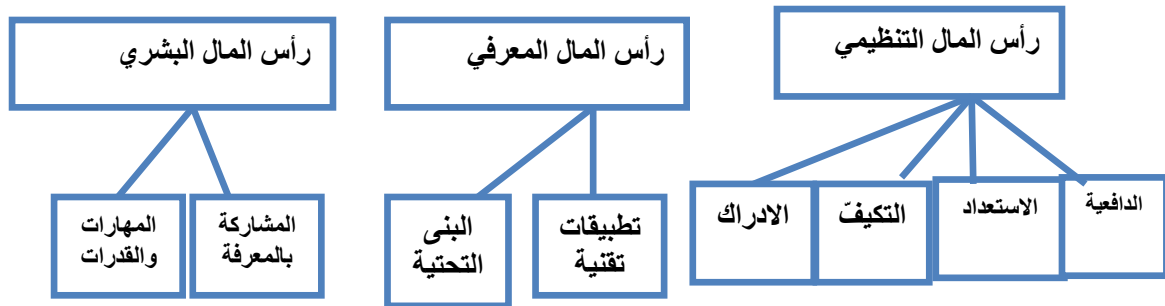 رأس المال التنظيمي
رأس المال المعرفي
رأس المال البشري
الدافعية
الاستعداد
التكيفّ
الادراك
تطبيقات
تقنية
البنى
التحتية
المشاركة
بالمعرفة
المهارات
والقدرات